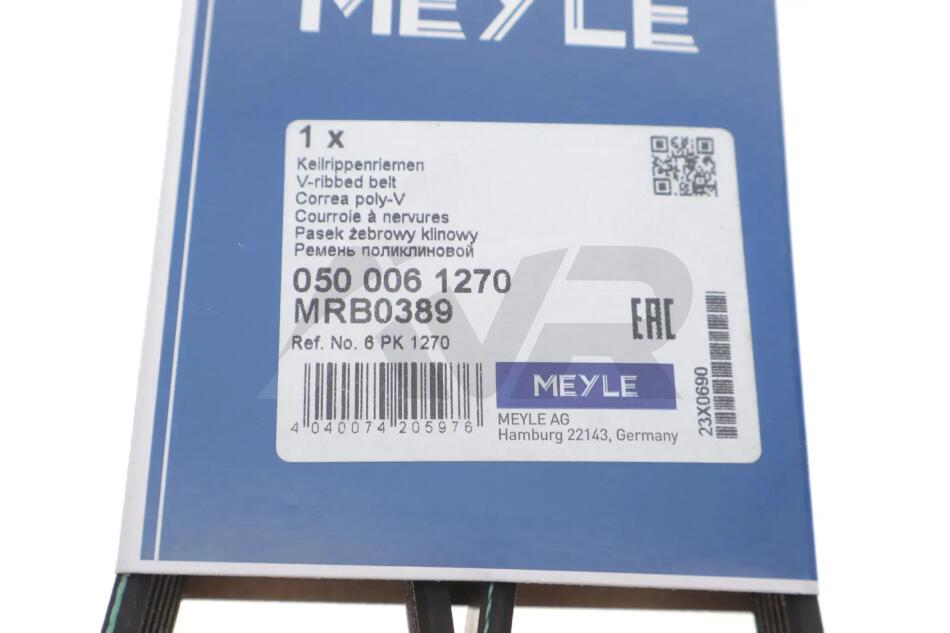 MEYLE
1 x
Keilrippenriemen
V-ribbed belt
Correa poly-V
Courroie à nervures
Pasek żebrowy klinowy
Ремень поликлиновой
050 006 1270
MRB0389
Ref. No. 6 PK 1270
EAC
AVR
MEYLE
4 040074 205976
MEYLE AG
Hamburg 22143, Germany
23X0690